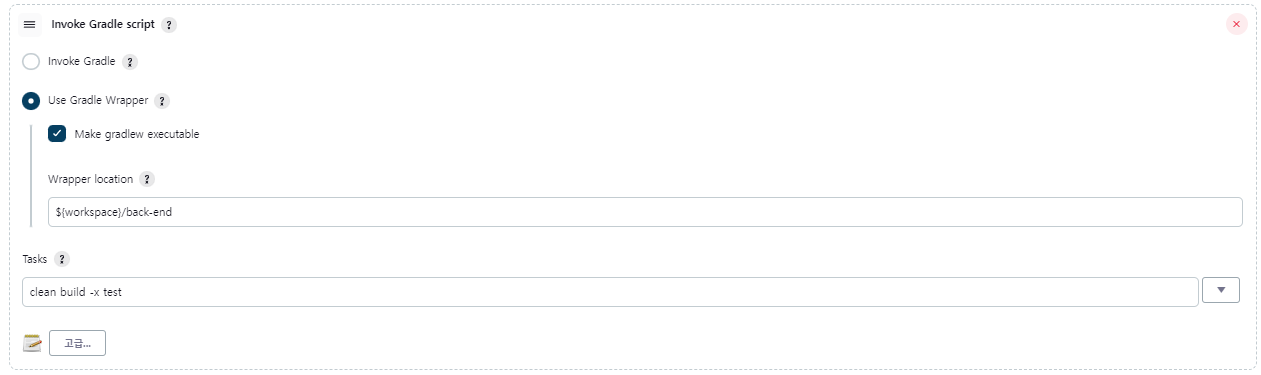 Invoke Gradle script ?
Invoke Gradle ?
Use Gradle Wrapper ?
Make gradlew executable
Wrapper location ?
${workspace}/back-end
Tasks ?
clean build -x test
고급...